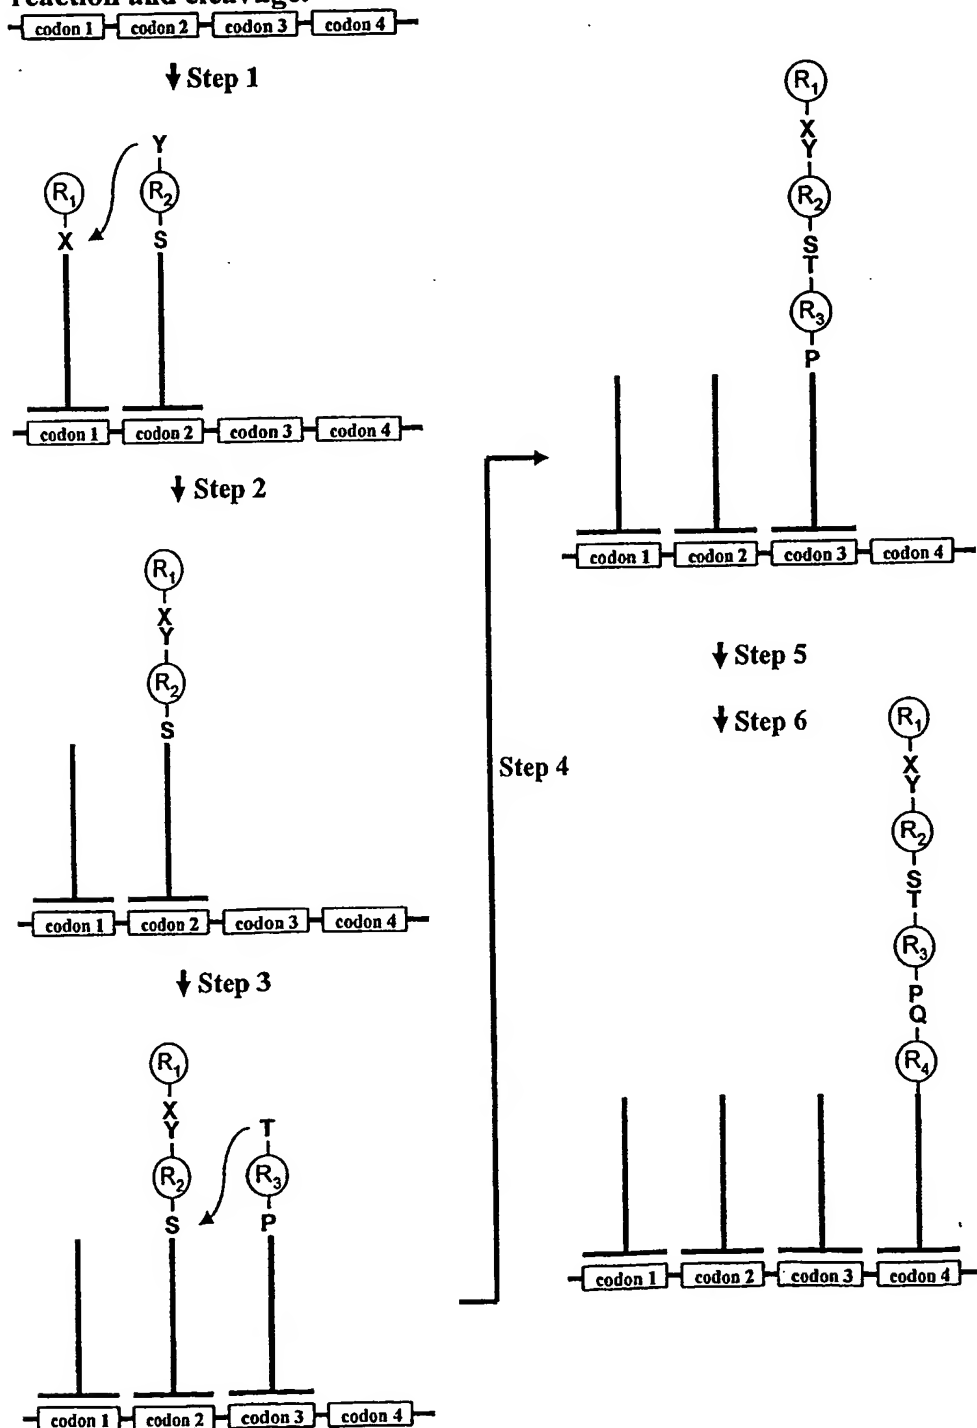 reaction and cleavage.
codon 1 codon 2 codon 3 codon 4
Step 1
Y
R1 R2
X S
codon 1 codon 2 codon 3 codon 4
Step 2
R1
X
Y
R2
S
codon 1 codon 2 codon 3 codon 4
Step 3
R1
X T
Y
R2 R3
S P
codon 1 codon 2 codon 3 codon 4
Step 4
R1
X
Y
R2
S
T
R3
P
codon 1 codon 2 codon 3 codon 4
Step 5
Step 6
R1
X
Y
R2
S
T
R3
P
Q
R4
codon 1 codon 2 codon 3 codon 4